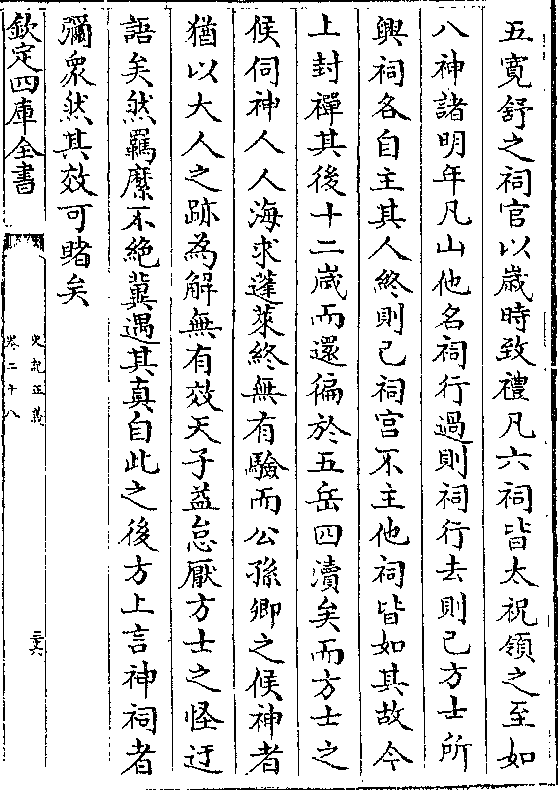 五寛舒之祠官以歲時致禮凡六祠皆太祝領之至如
八神諸明年凡山他名祠行過則祠行去則已方士所
興祠各自主其人終則已祠官不主他祠皆如其故今
上封禪其後十二歲而還徧於五岳四瀆矣而方士之
候伺神人人海求蓬萊終無有驗而公孫卿之候神者
猶以大人之跡為解無有效天子益怠厭方士之怪迂
語矣然羈縻不絶冀遇其真自此之後方士言神祠者
彌衆然其效可睹矣
欽定四庫全書
史記正義
卷二十八
三六